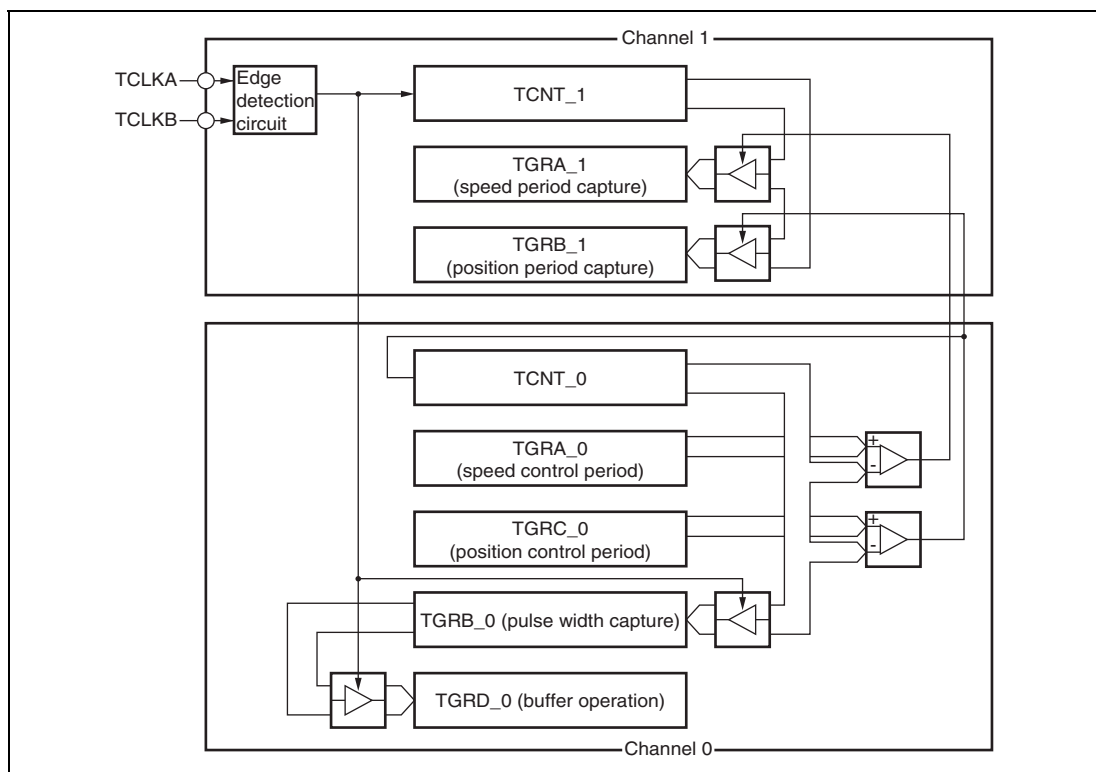 Channel 1
TCLKA
TCLKB
Edge
detection
circuit
TCNT_1
TGRA_1
(speed period capture)
TGRB_1
(position period capture)
TCNT_0
TGRA_0
(speed control period)
+
-
TGRC_0
(position control period)
+
-
TGRB_0 (pulse width capture)
TGRD_0 (buffer operation)
Channel 0